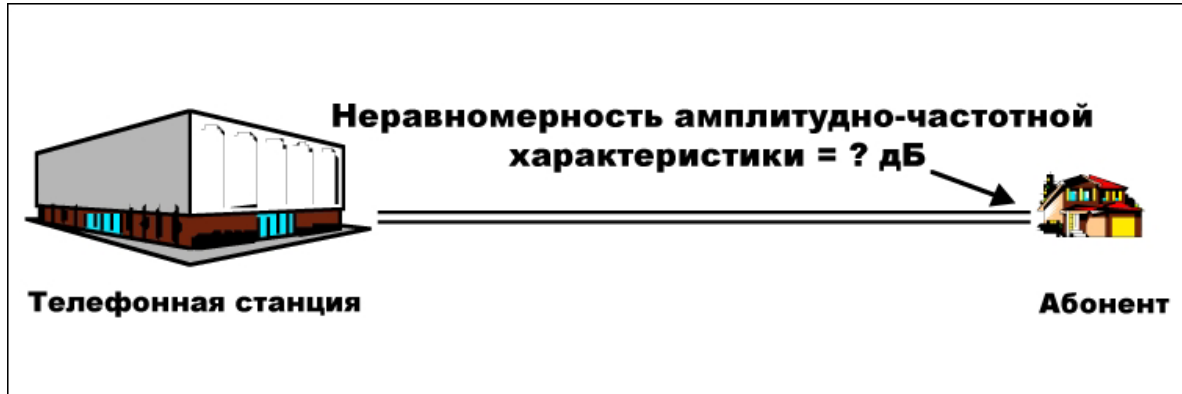 Неравномерность амплитудно-частотной
характеристики = ? дБ
Телефонная станция
Абонент